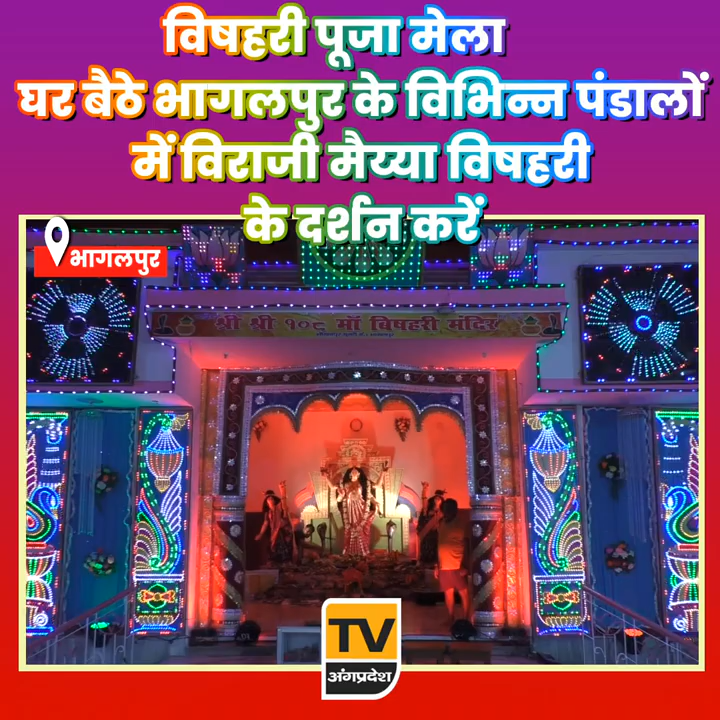 विषहरी पूजा मेला
घर बैठे भागलपुर के विभिन्न पंडालों
में विराजी मैय्या विषहरी
के दर्शन करें
भागलपुर
श्री श्री १०८ माँ विषहरी मंदिर
TV
अंगप्रदेश